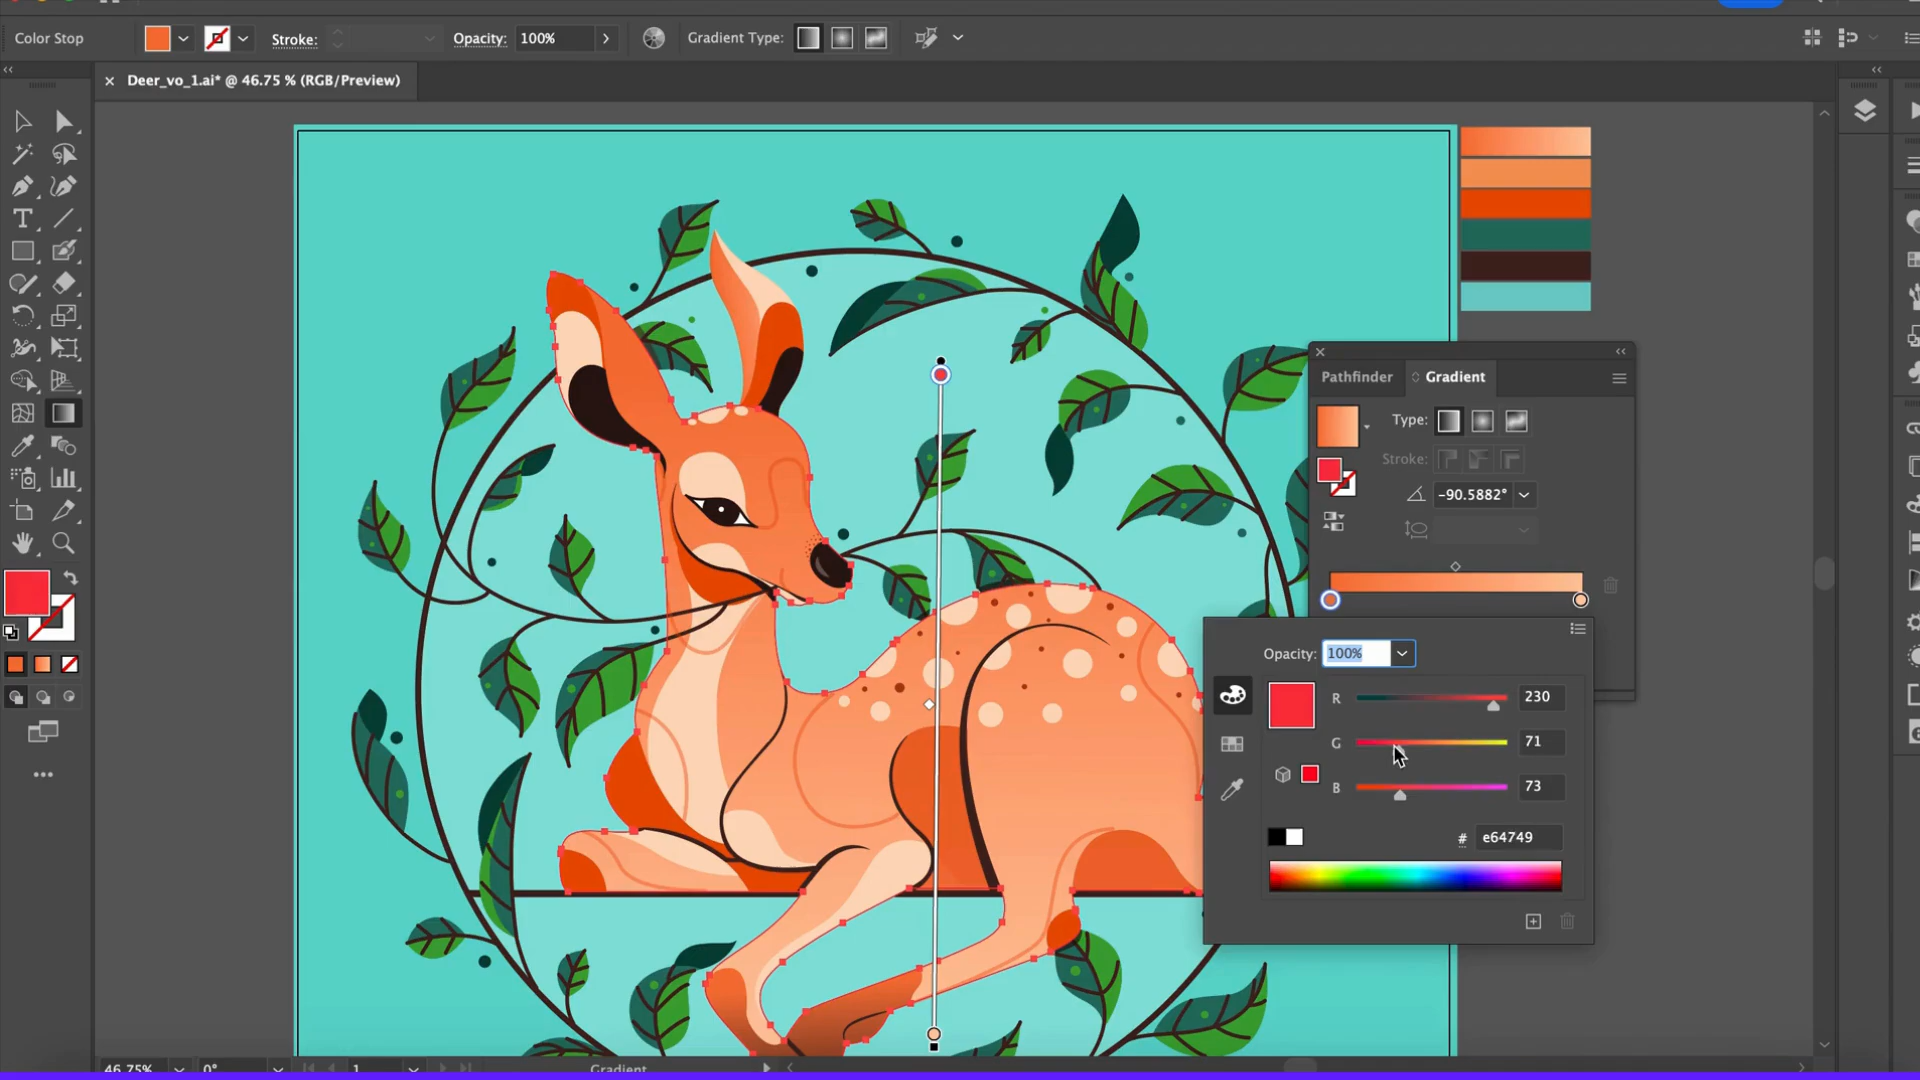 Color Stop
Stroke:
Opacity: 100%
Gradient Type:
Deer_vo_1.ai* @ 46.75 % (RGB/Preview)
Pathfinder
Gradient
Type:
Stroke:
-90.5882°
Opacity: 100%
R 230
G 71
B 73
# e64749
46.75%
0°
1
Gradient